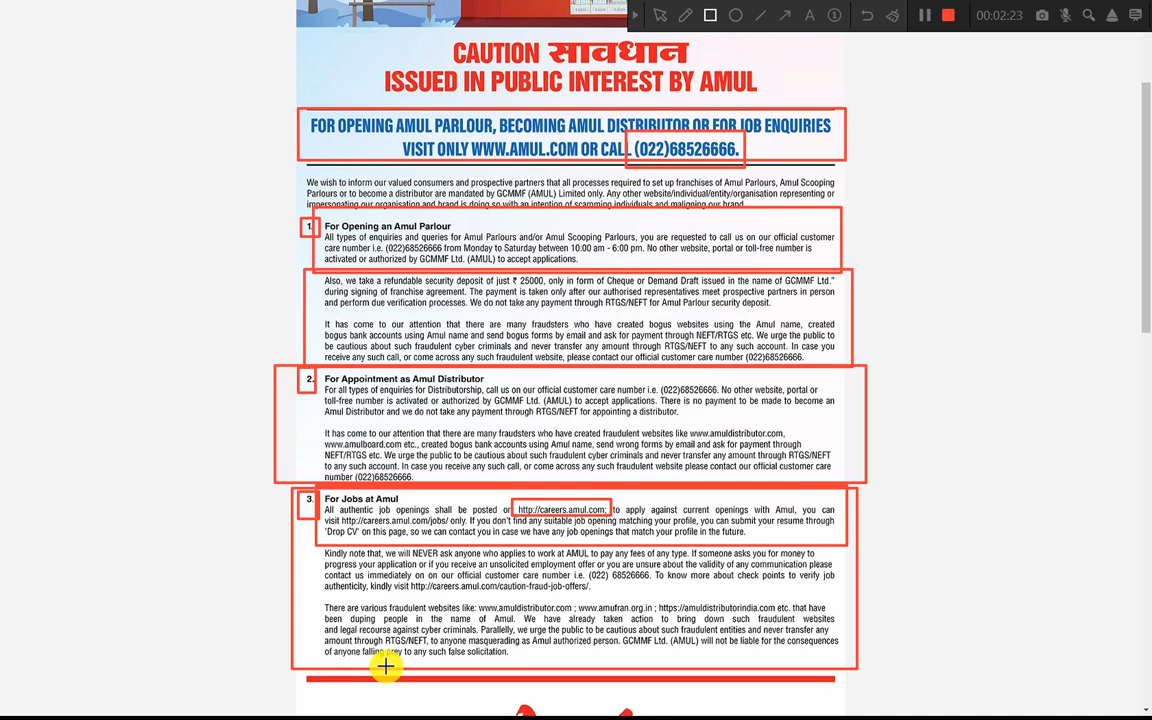 00:02:23
CAUTION सावधान
ISSUED IN PUBLIC INTEREST BY AMUL
FOR OPENING AMUL PARLOUR, BECOMING AMUL DISTRIBUTOR OR FOR JOB ENQUIRIES
VISIT ONLY WWW.AMUL.COM OR CALL (022)68526666.
We wish to inform our valued consumers and prospective partners that all processes required to set up franchises of Amul Parlours, Amul Scooping
Parlours or to become a distributor are mandated by GCMMF (AMUL) Limited only. Any other website/individual/entity/organisation representing or
impersonating our organisation and brand is doing so with an intention of scamming individuals and maligning our brand.
1. For Opening an Amul Parlour
All types of enquiries and queries for Amul Parlours and/or Amul Scooping Parlours, you are requested to call us on our official customer
care number i.e. (022)68526666 from Monday to Saturday between 10:00 am - 6:00 pm. No other website, portal or toll-free number is
activated or authorized by GCMMF Ltd. (AMUL) to accept applications.
Also, we take a refundable security deposit of just ₹ 25000, only in form of Cheque or Demand Draft issued in the name of GCMMF Ltd."
during signing of franchise agreement. The payment is taken only after our authorised representatives meet prospective partners in person
and perform due verification processes. We do not take any payment through RTGS/NEFT for Amul Parlour security deposit.
It has come to our attention that there are many fraudsters who have created bogus websites using the Amul name, created
bogus bank accounts using Amul name and send bogus forms by email and ask for payment through NEFT/RTGS etc. We urge the public to
be cautious about such fraudulent cyber criminals and never transfer any amount through RTGS/NEFT to any such account. In case you
receive any such call, or come across any such fraudulent website, please contact our official customer care number (022)68526666.
2. For Appointment as Amul Distributor
For all types of enquiries for Distributorship, call us on our official customer care number i.e. (022)68526666. No other website, portal or
toll-free number is activated or authorized by GCMMF Ltd. (AMUL) to accept applications. There is no payment to be made to become an
Amul Distributor and we do not take any payment through RTGS/NEFT for appointing a distributor.
It has come to our attention that there are many fraudsters who have created fraudulent websites like www.amuldistributor.com,
www.amulboard.com etc., created bogus bank accounts using Amul name, send wrong forms by email and ask for payment through
NEFT/RTGS etc. We urge the public to be cautious about such fraudulent cyber criminals and never transfer any amount through RTGS/NEFT
to any such account. In case you receive any such call, or come across any such fraudulent website please contact our official customer care
number (022)68526666.
3. For Jobs at Amul
All authentic job openings shall be posted on http://careers.amul.com; to apply against current openings with Amul, you can
visit http://careers.amul.com/jobs/ only. If you don't find any suitable job opening matching your profile, you can submit your resume through
'Drop CV' on this page, so we can contact you in case we have any job openings that match your profile in the future.
Kindly note that, we will NEVER ask anyone who applies to work at AMUL to pay any fees of any type. If someone asks you for money to
progress your application or if you receive an unsolicited employment offer or you are unsure about the validity of any communication please
contact us immediately on on our official customer care number i.e. (022) 68526666. To know more about check points to verify job
authenticity, kindly visit http://careers.amul.com/caution-fraud-job-offers/.
There are various fraudulent websites like: www.amuldistributor.com ; www.amufran.org.in ; https://amuldistributorindia.com etc. that have
been duping people in the name of Amul. We have already taken action to bring down such fraudulent websites
and legal recourse against cyber criminals. Parallelly, we urge the public to be cautious about such fraudulent entities and never transfer any
amount through RTGS/NEFT, to anyone masquerading as Amul authorized person. GCMMF Ltd. (AMUL) will not be liable for the consequences
of anyone falling prey to any such false solicitation.